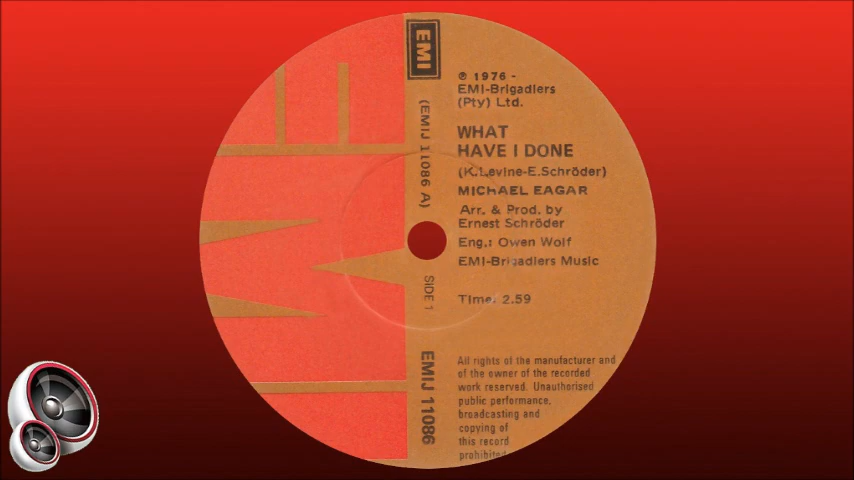 EMI
℗ 1976 -
EMI-Brigadiers
(Pty) Ltd.
(EMIJ 11086 A)
WHAT
HAVE I DONE
(K.Levine-E.Schröder)
MICHAEL EAGAR
Arr. & Prod. by
Ernest Schröder
Eng.: Owen Wolf
EMI-Brigadiers Music
SIDE 1
Time: 2.59
EMIJ 11086
All rights of the manufacturer and
of the owner of the recorded
work reserved. Unauthorised
public performance,
broadcasting and
copying of
this record
prohibited
EMI